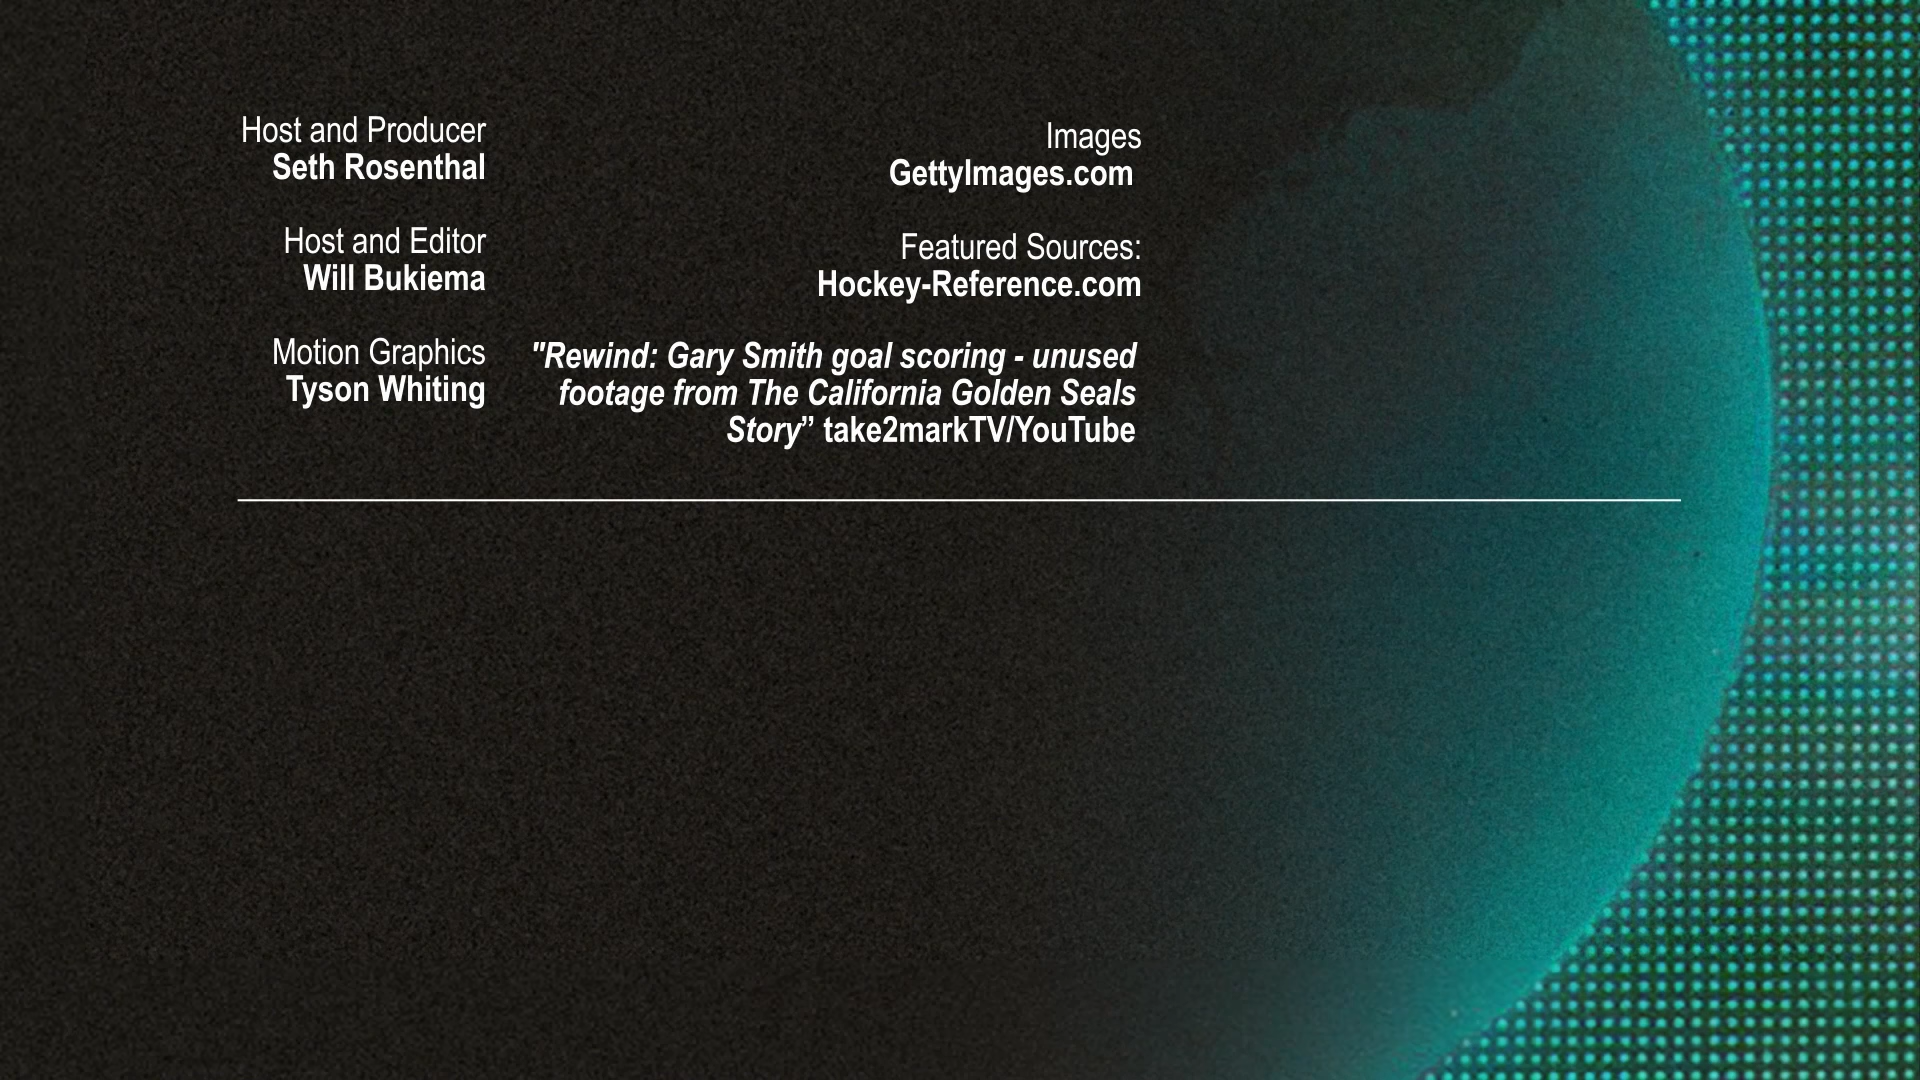 Host and Producer
Seth Rosenthal
Host and Editor
Will Bukiema
Motion Graphics
Tyson Whiting
Images
GettyImages.com
Featured Sources:
Hockey-Reference.com
"Rewind: Gary Smith goal scoring - unused
footage from The California Golden Seals
Story” take2markTV/YouTube